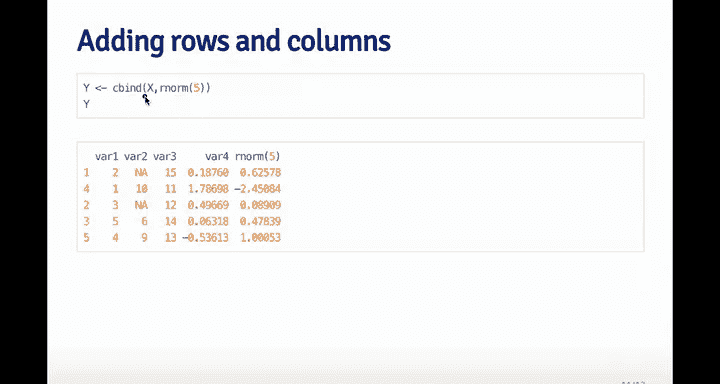 Adding rows and columns
Y <- cbind(X,rnorm(5))
Y
var1 var2 var3 var4 rnorm(5)
1 2 NA 15 0.18760 0.62578
4 1 10 11 1.78698 -2.45084
2 3 NA 12 0.49669 0.08909
3 5 6 14 0.06318 0.47839
5 4 9 13 -0.53613 1.00053